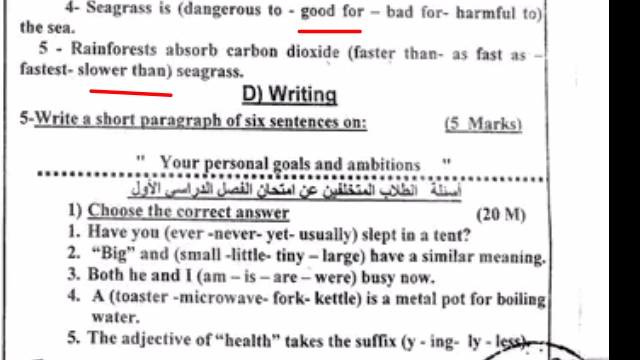 4- Seagrass is (dangerous to - good for – bad for- harmful to)
the sea.
5 - Rainforests absorb carbon dioxide (faster than- as fast as –
fastest- slower than) seagrass.
D) Writing
5-Write a short paragraph of six sentences on: (5 Marks)
" Your personal goals and ambitions "
أسئلة الطلاب المتخلفين عن امتحان الفصل الدراسي الأول
1) Choose the correct answer (20 M)
1. Have you (ever -never- yet- usually) slept in a tent?
2. “Big” and (small -little- tiny – large) have a similar meaning.
3. Both he and I (am – is – are – were) busy now.
4. A (toaster -microwave- fork- kettle) is a metal pot for boiling
water.
5. The adjective of “health” takes the suffix (y - ing- ly - less).